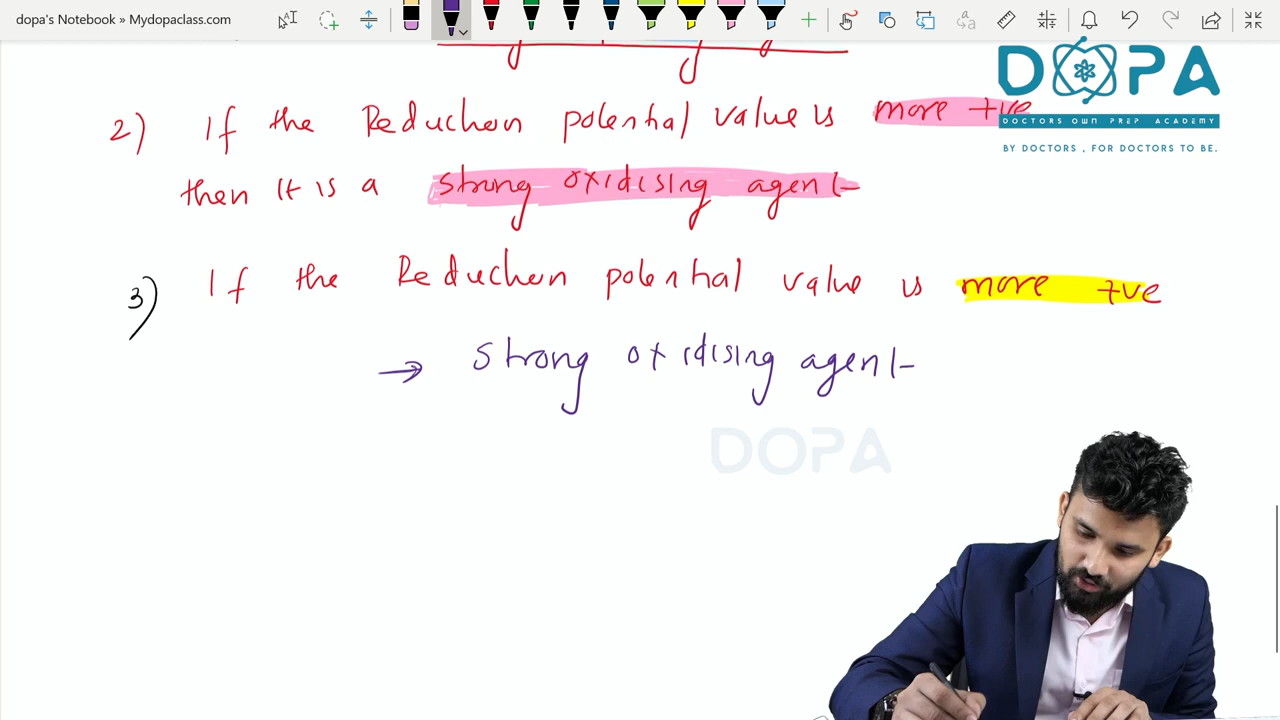 dopa's Notebook » Mydopaclass.com
DOPA
DOCTORS OWN PREP ACADEMY
BY DOCTORS , FOR DOCTORS TO BE.
2) If the Reduction potential value is more +ive
then it is a strong oxidising agent
3) If the Reduction potential value is more +ve
→ strong oxidising agent
DOPA